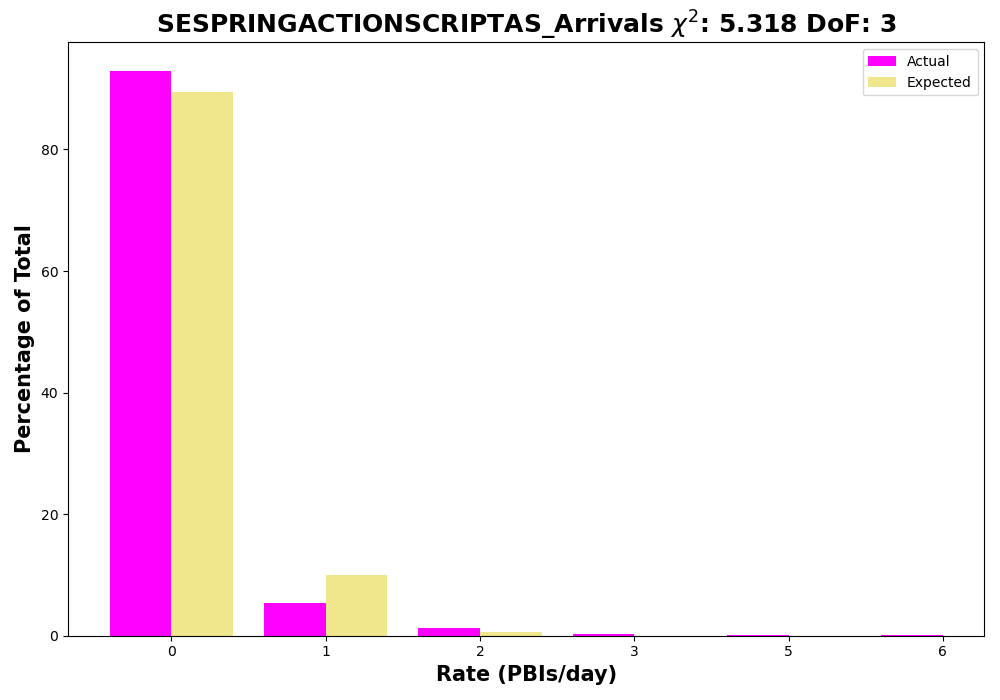 SESPRINGACTIONSCRIPTAS_Arrivals χ²: 5.318 DoF: 3
Actual
Expected
Percentage of Total
80
60
40
20
0
0 1 2 3 5 6
Rate (PBIs/day)